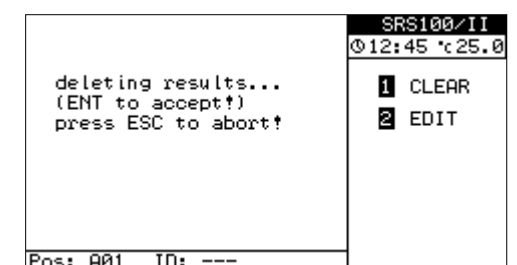 SRS100/II
12:45 °C25.0
deleting results...
(ENT to accept!)
press ESC to abort!
1 CLEAR
2 EDIT
Pos: A01 ID: ---